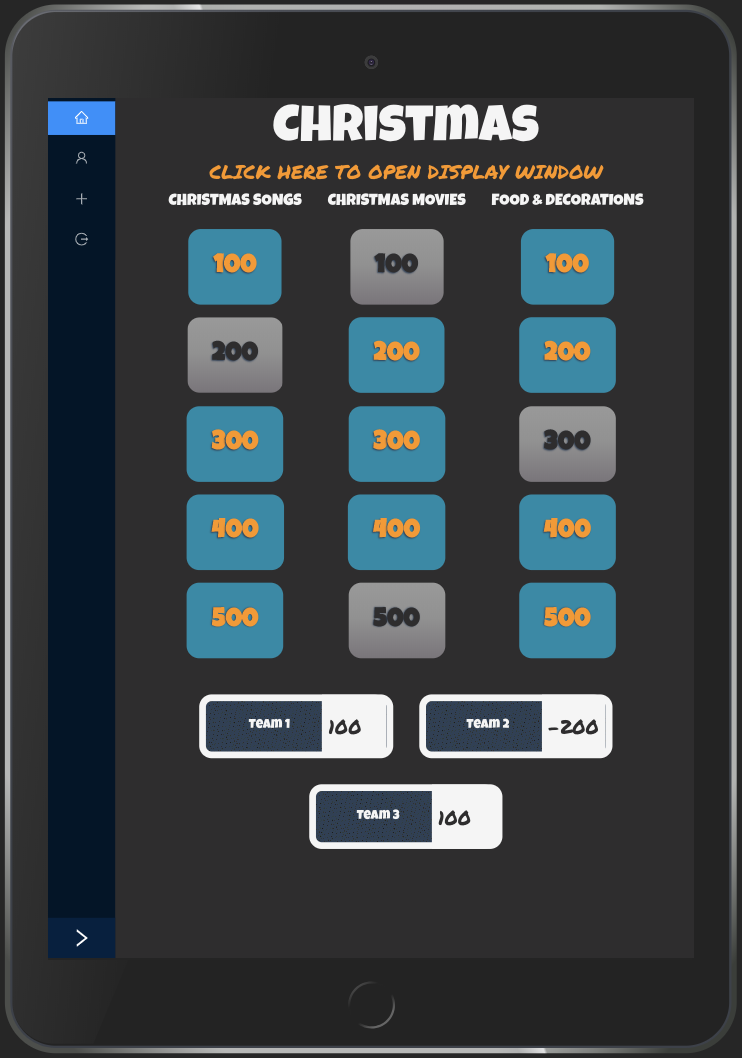 CHRISTMAS
CLICK HERE TO OPEN DISPLAY WINDOW
CHRISTMAS SONGS CHRISTMAS MOVIES FOOD & DECORATIONS
100 100 100
200 200 200
300 300 300
400 400 400
500 500 500
Team 1 100 Team 2 -200
Team 3 100